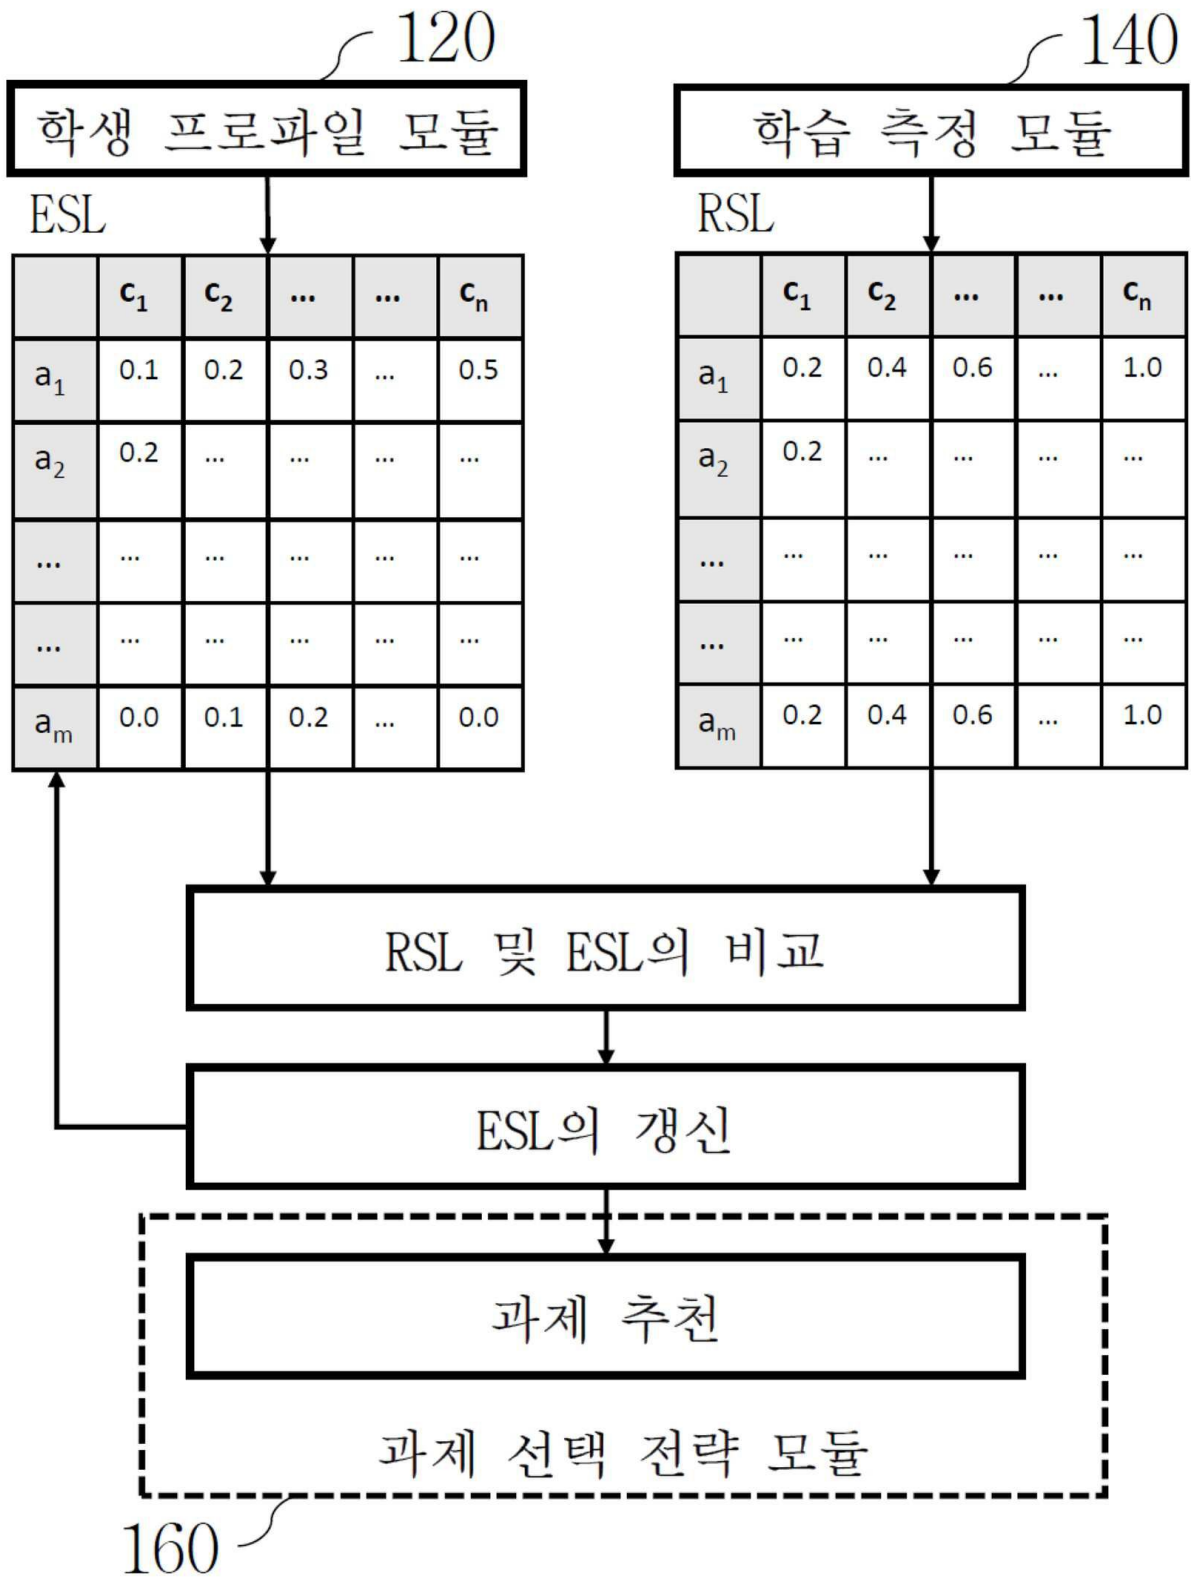 120
140
학생 프로파일 모듈
학습 측정 모듈
ESL
c1 c2 ... ... cn
a1 0.1 0.2 0.3 ... 0.5
a2 0.2 ... ... ... ...
... ... ... ... ... ...
... ... ... ... ... ...
am 0.0 0.1 0.2 ... 0.0
RSL
c1 c2 ... ... cn
a1 0.2 0.4 0.6 ... 1.0
a2 0.2 ... ... ... ...
... ... ... ... ... ...
... ... ... ... ... ...
am 0.2 0.4 0.6 ... 1.0
RSL 및 ESL의 비교
ESL의 갱신
과제 추천
과제 선택 전략 모듈
160